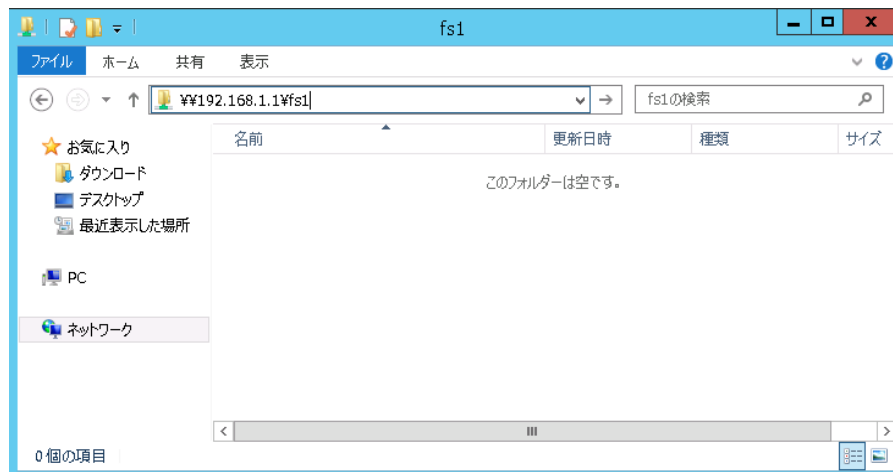 fs1
ファイル ホーム 共有 表示
¥¥192.168.1.1¥fs1 fs1の検索
お気に入り
ダウンロード
デスクトップ
最近表示した場所
PC
ネットワーク
名前 更新日時 種類 サイズ
このフォルダーは空です。
0 個の項目